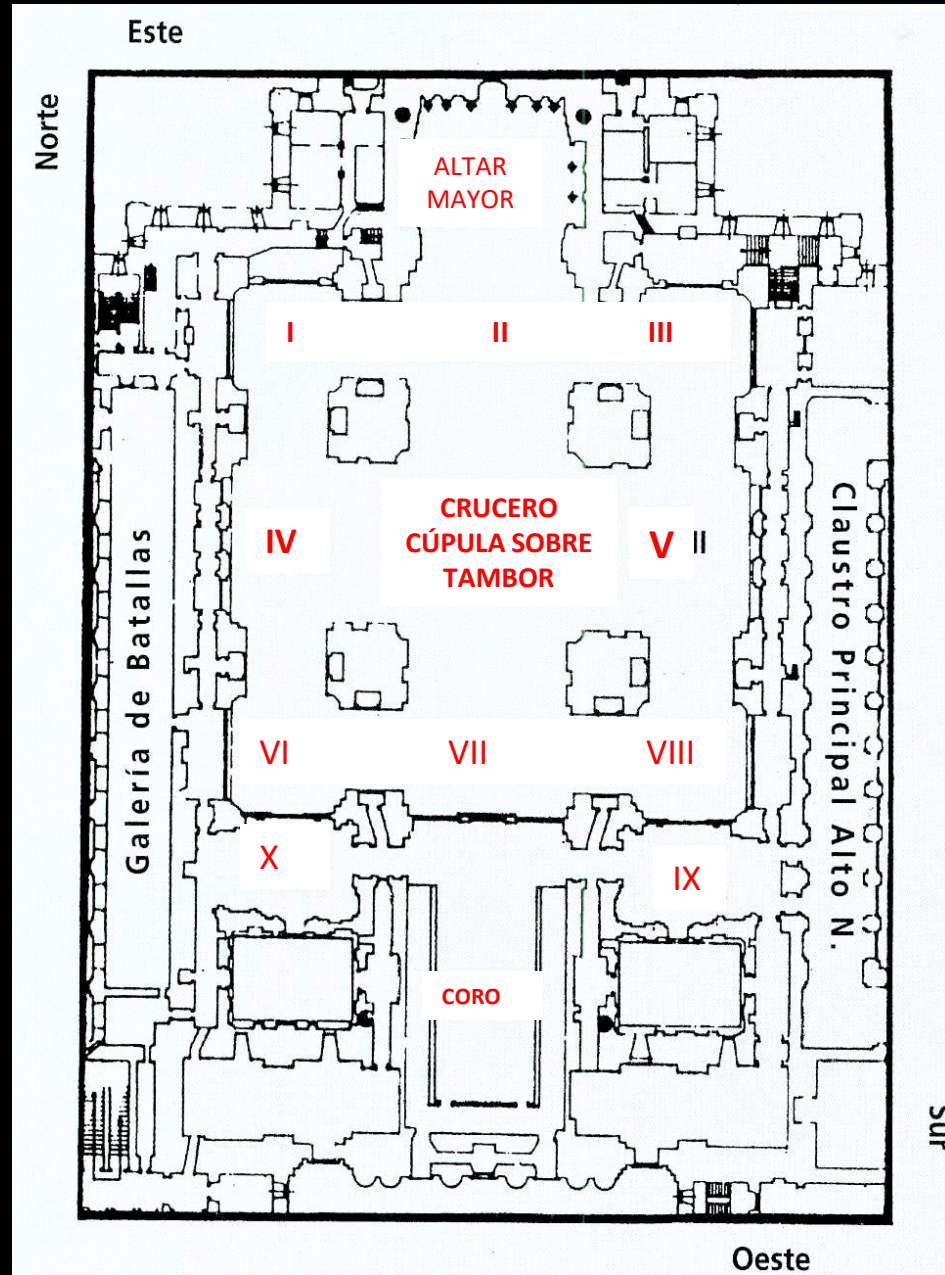 Este
Norte
ALTAR
MAYOR
I
II
III
IV
CRUCERO
CÚPULA SOBRE
TAMBOR
V II
Galería de Batallas
Claustro Principal Alto N.
VI
VII
VIII
X
IX
CORO
Sur
Oeste